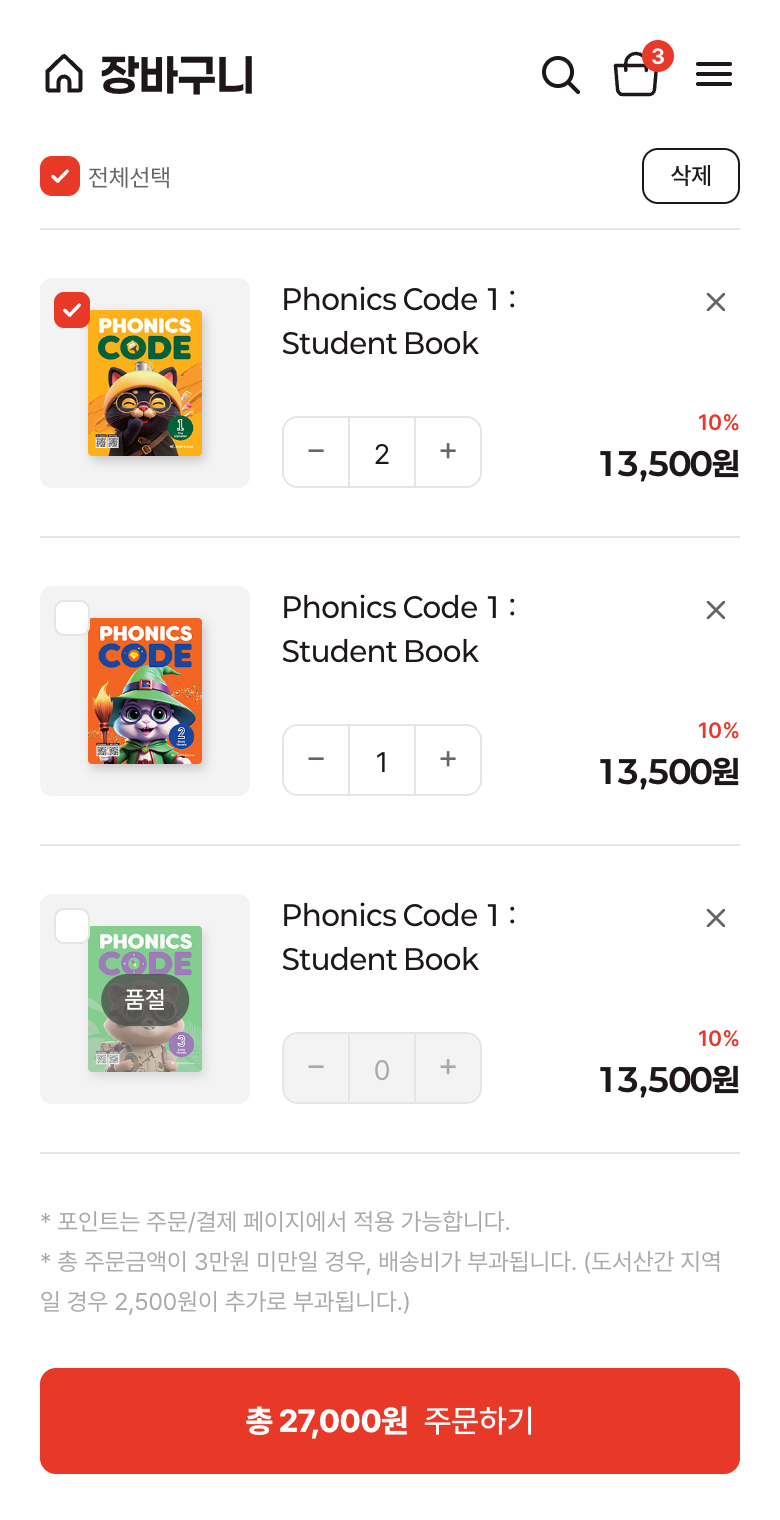 장바구니
3
전체선택
삭제
PHONICS
CODE
1
Phonics Code 1 :
Student Book
− 2 +
10%
13,500원
PHONICS
CODE
2
Phonics Code 1 :
Student Book
− 1 +
10%
13,500원
PHONICS
CODE
품절
3
Phonics Code 1 :
Student Book
− 0 +
10%
13,500원
* 포인트는 주문/결제 페이지에서 적용 가능합니다.
* 총 주문금액이 3만원 미만일 경우, 배송비가 부과됩니다. (도서산간 지역
일 경우 2,500원이 추가로 부과됩니다.)
총 27,000원 주문하기